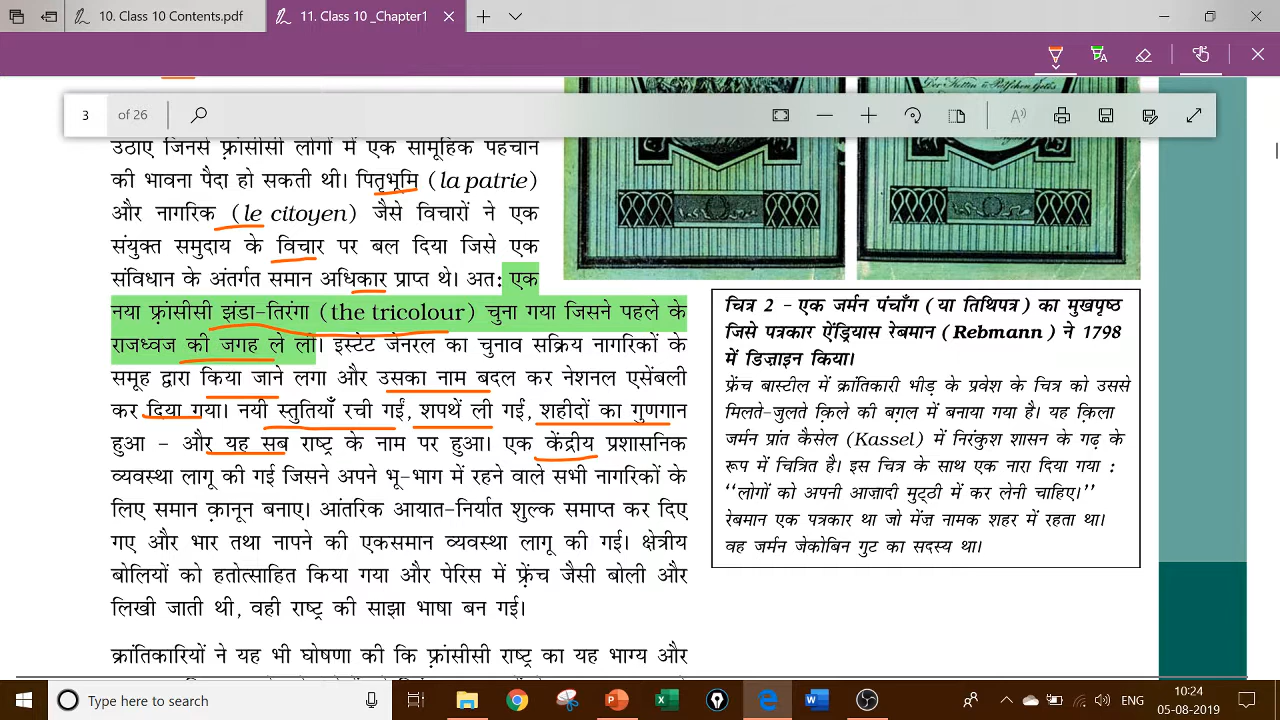 10. Class 10 Contents.pdf
11. Class 10 _Chapter1
3 of 26
Der Ketten
उठाए जिनसे फ़्रांसीसी लोगों में एक सामूहिक पहचान
की भावना पैदा हो सकती थी। पितृभूमि (la patrie)
और नागरिक (le citoyen) जैसे विचारों ने एक
संयुक्त समुदाय के विचार पर बल दिया जिसे एक
संविधान के अंतर्गत समान अधिकार प्राप्त थे। अतः एक
नया फ़्रांसीसी झंडा-तिरंगा (the tricolour) चुना गया जिसने पहले के
राजध्वज की जगह ले ली। इस्टेट जेनरल का चुनाव सक्रिय नागरिकों के
समूह द्वारा किया जाने लगा और उसका नाम बदल कर नेशनल एसेंबली
कर दिया गया। नयी स्तुतियाँ रची गईं, शपथें ली गईं, शहीदों का गुणगान
हुआ - और यह सब राष्ट्र के नाम पर हुआ। एक केंद्रीय प्रशासनिक
व्यवस्था लागू की गई जिसने अपने भू-भाग में रहने वाले सभी नागरिकों के
लिए समान क़ानून बनाए। आंतरिक आयात-निर्यात शुल्क समाप्त कर दिए
गए और भार तथा नापने की एकसमान व्यवस्था लागू की गई। क्षेत्रीय
बोलियों को हतोत्साहित किया गया और पेरिस में फ़्रेंच जैसी बोली और
लिखी जाती थी, वही राष्ट्र की साझा भाषा बन गई।
क्रांतिकारियों ने यह भी घोषणा की कि फ़्रांसीसी राष्ट्र का यह भाग्य और
चित्र 2 - एक जर्मन पंचाँग (या तिथिपत्र) का मुखपृष्ठ
जिसे पत्रकार ऐंड्रियास रेबमान (Rebmann) ने 1798
में डिज़ाइन किया।
फ्रेंच बास्टील में क्रांतिकारी भीड़ के प्रवेश के चित्र को उससे
मिलते-जुलते क़िले की बगल में बनाया गया है। यह क़िला
जर्मन प्रांत कैसेल (Kassel) में निरंकुश शासन के गढ़ के
रूप में चित्रित है। इस चित्र के साथ एक नारा दिया गया :
‘‘लोगों को अपनी आज़ादी मुट्ठी में कर लेनी चाहिए।’’
रेबमान एक पत्रकार था जो मेंज़ नामक शहर में रहता था।
वह जर्मन जेकोबिन गुट का सदस्य था।
Type here to search
ENG
10:24
05-08-2019